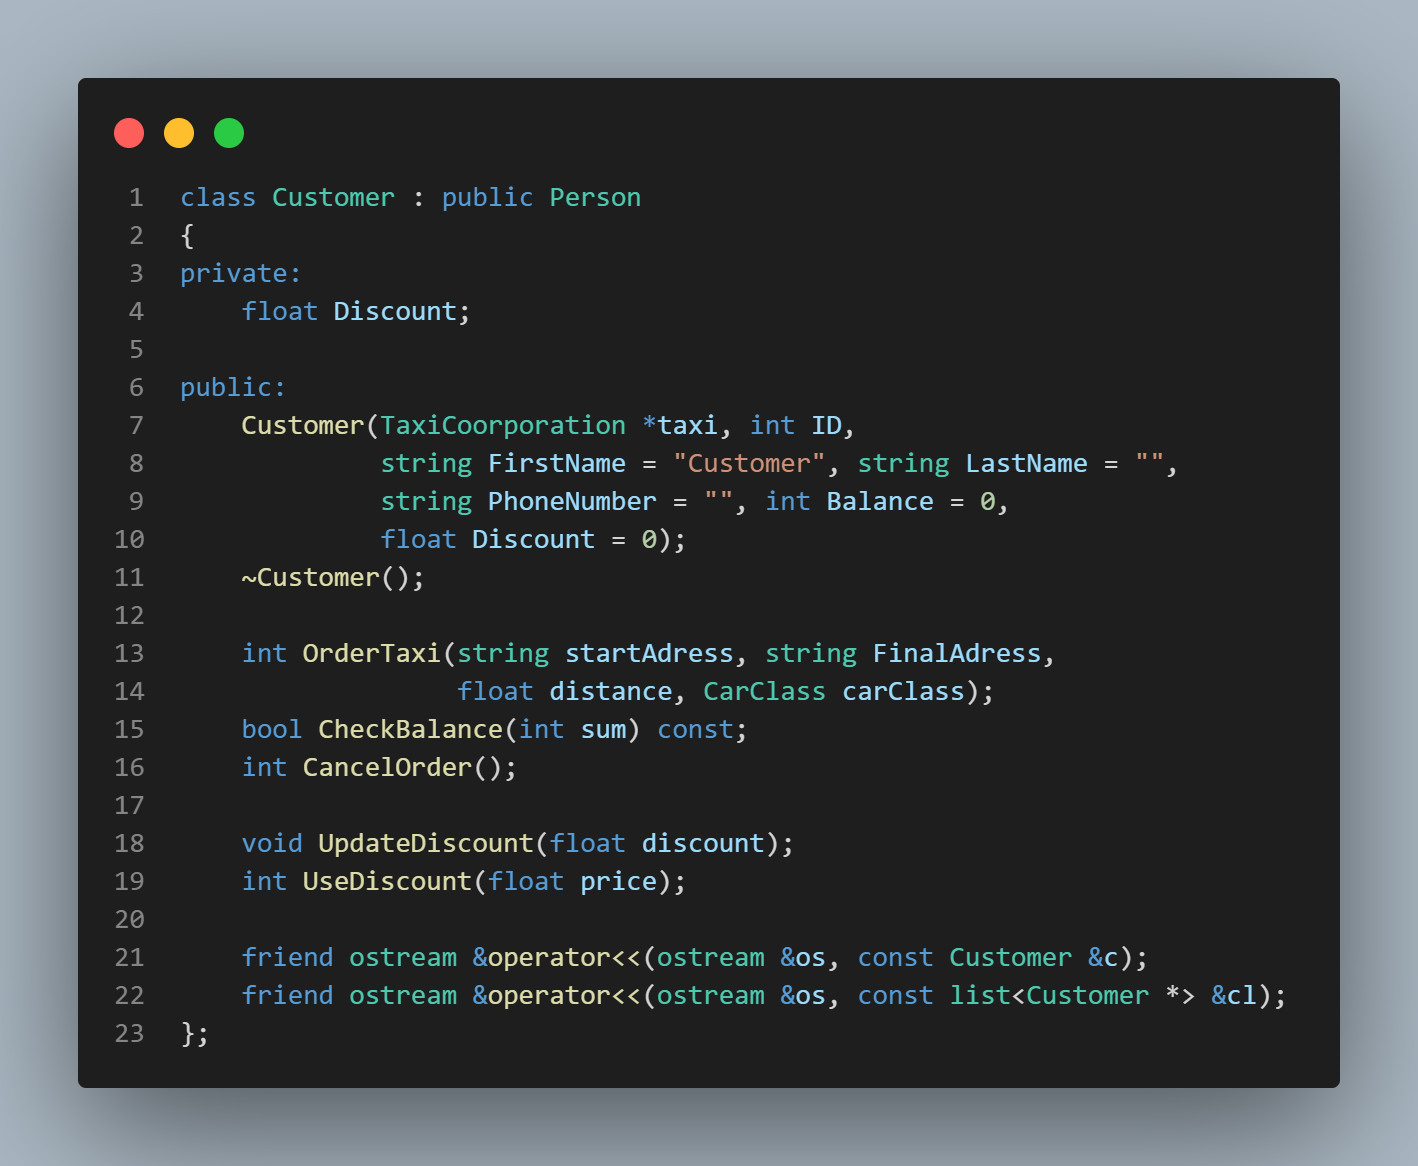 1 class Customer : public Person
2 {
3 private:
4     float Discount;
5
6 public:
7     Customer(TaxiCoorporation *taxi, int ID,
8              string FirstName = "Customer", string LastName = "",
9              string PhoneNumber = "", int Balance = 0,
10              float Discount = 0);
11     ~Customer();
12
13     int OrderTaxi(string startAdress, string FinalAdress,
14                   float distance, CarClass carClass);
15     bool CheckBalance(int sum) const;
16     int CancelOrder();
17
18     void UpdateDiscount(float discount);
19     int UseDiscount(float price);
20
21     friend ostream &operator<<(ostream &os, const Customer &c);
22     friend ostream &operator<<(ostream &os, const list<Customer *> &cl);
23 };